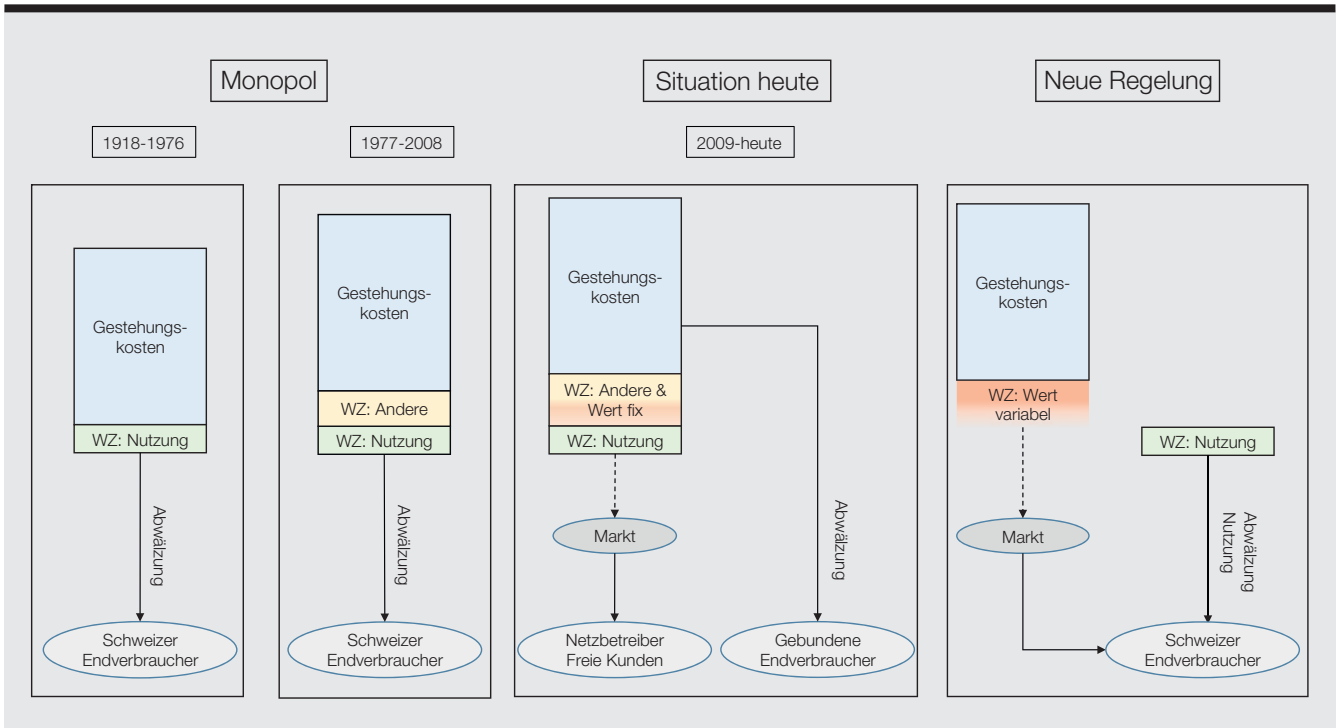 Monopol
Situation heute
Neue Regelung
1918-1976
1977-2008
2009-heute
Gestehungs-
kosten
WZ: Nutzung
Abwälzung
Schweizer
Endverbraucher
Gestehungs-
kosten
WZ: Andere
WZ: Nutzung
Abwälzung
Schweizer
Endverbraucher
Gestehungs-
kosten
WZ: Andere &
Wert fix
WZ: Nutzung
Markt
Abwälzung
Netzbetreiber
Freie Kunden
Gebundene
Endverbraucher
Gestehungs-
kosten
WZ: Wert
variabel
WZ: Nutzung
Markt
Abwälzung
Nutzung
Schweizer
Endverbraucher